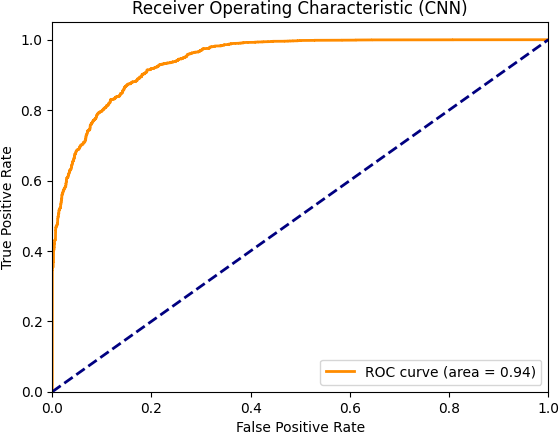 Receiver Operating Characteristic (CNN)
True Positive Rate
1.0
0.8
0.6
0.4
0.2
0.0
ROC curve (area = 0.94)
0.0 0.2 0.4 0.6 0.8 1.0
False Positive Rate